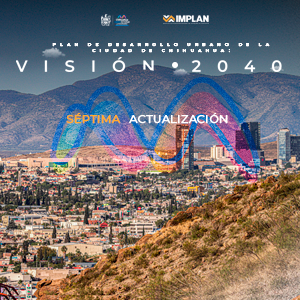 IMPLAN
PLAN DE DESARROLLO URBANO DE LA
CIUDAD DE CHIHUAHUA:
VISIÓN•2040
SÉPTIMA ACTUALIZACIÓN